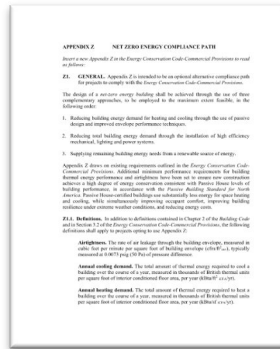 APPENDIX Z NET ZERO ENERGY COMPLIANCE PATH
Insert a new Appendix Z in the Energy Conservation Code-Commercial Provisions to read
as follows:
Z1. GENERAL. Appendix Z is intended to be an optional alternative compliance path
for projects to comply with the Energy Conservation Code-Commercial Provisions.
The design of a net-zero energy building shall be achieved through the use of three
complementary approaches, to be employed to the maximum extent feasible, in the
following order:
1. Reducing building energy demand for heating and cooling through the use of passive
design and improved envelope performance techniques.
2. Reducing total building energy demand through the installation of high efficiency
mechanical, lighting and power systems.
3. Supplying remaining building energy needs from a renewable source of energy.
Appendix Z draws on existing requirements outlined in the Energy Conservation Code-
Commercial Provisions. Additional minimum performance requirements for building
thermal energy performance and airtightness have been set to ensure new construction
achieves a high degree of energy conservation consistent with Passive House levels of
building performance, in accordance with the Passive Building Standard for North
America. Passive House-certified buildings use substantially less energy for space heating
and cooling, while simultaneously improving occupant comfort, improving building
resilience under extreme weather conditions, and reducing energy costs.
Z1.1. Definitions. In addition to definitions contained in Chapter 2 of the Building Code
and in Section 3.2 of the Energy Conservation Code-Commercial Provisions, the following
definitions shall apply to projects opting to use Appendix Z:
Airtightness. The rate of air leakage through the building envelope, measured in
cubic feet per minute per square foot of building envelope
measured at 0.0073 psig (50 Pa) of pressure difference.
Annual cooling demand. The total amount of thermal energy required to cool a
building over the course of a year, measured in thousands of British thermal units
per square foot of interior conditioned floor area, per year
Annual heating demand. The total amount of thermal energy required to heat a
building over the course of a year, measured in thousands of British thermal units
per square foot of interior conditioned floor area, per year